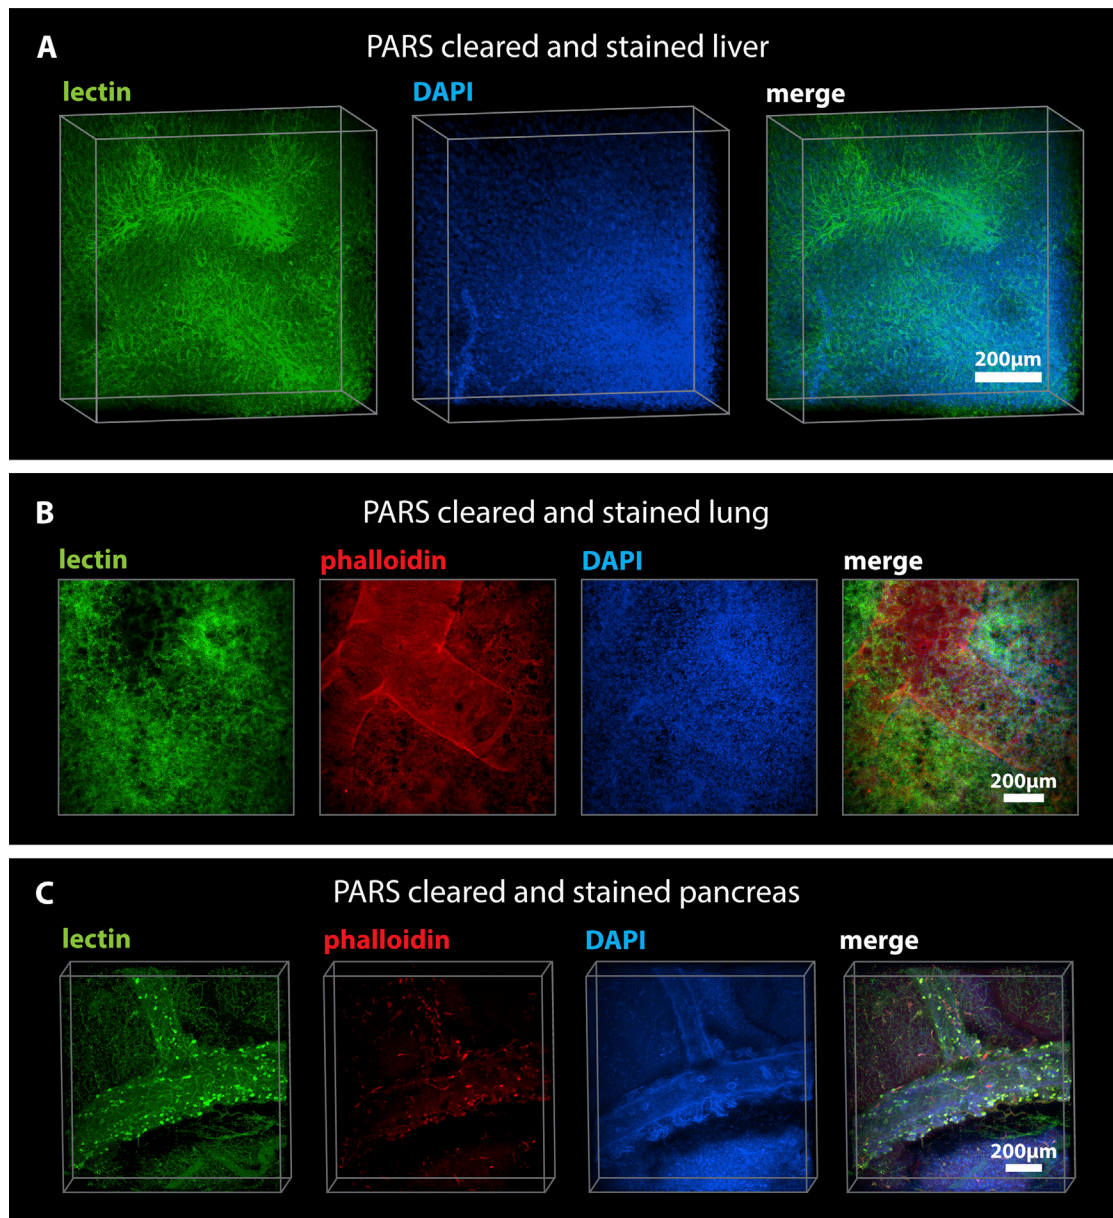 A
PARS cleared and stained liver
lectin
DAPI
merge
200µm
B
PARS cleared and stained lung
lectin
phalloidin
DAPI
merge
200µm
C
PARS cleared and stained pancreas
lectin
phalloidin
DAPI
merge
200µm